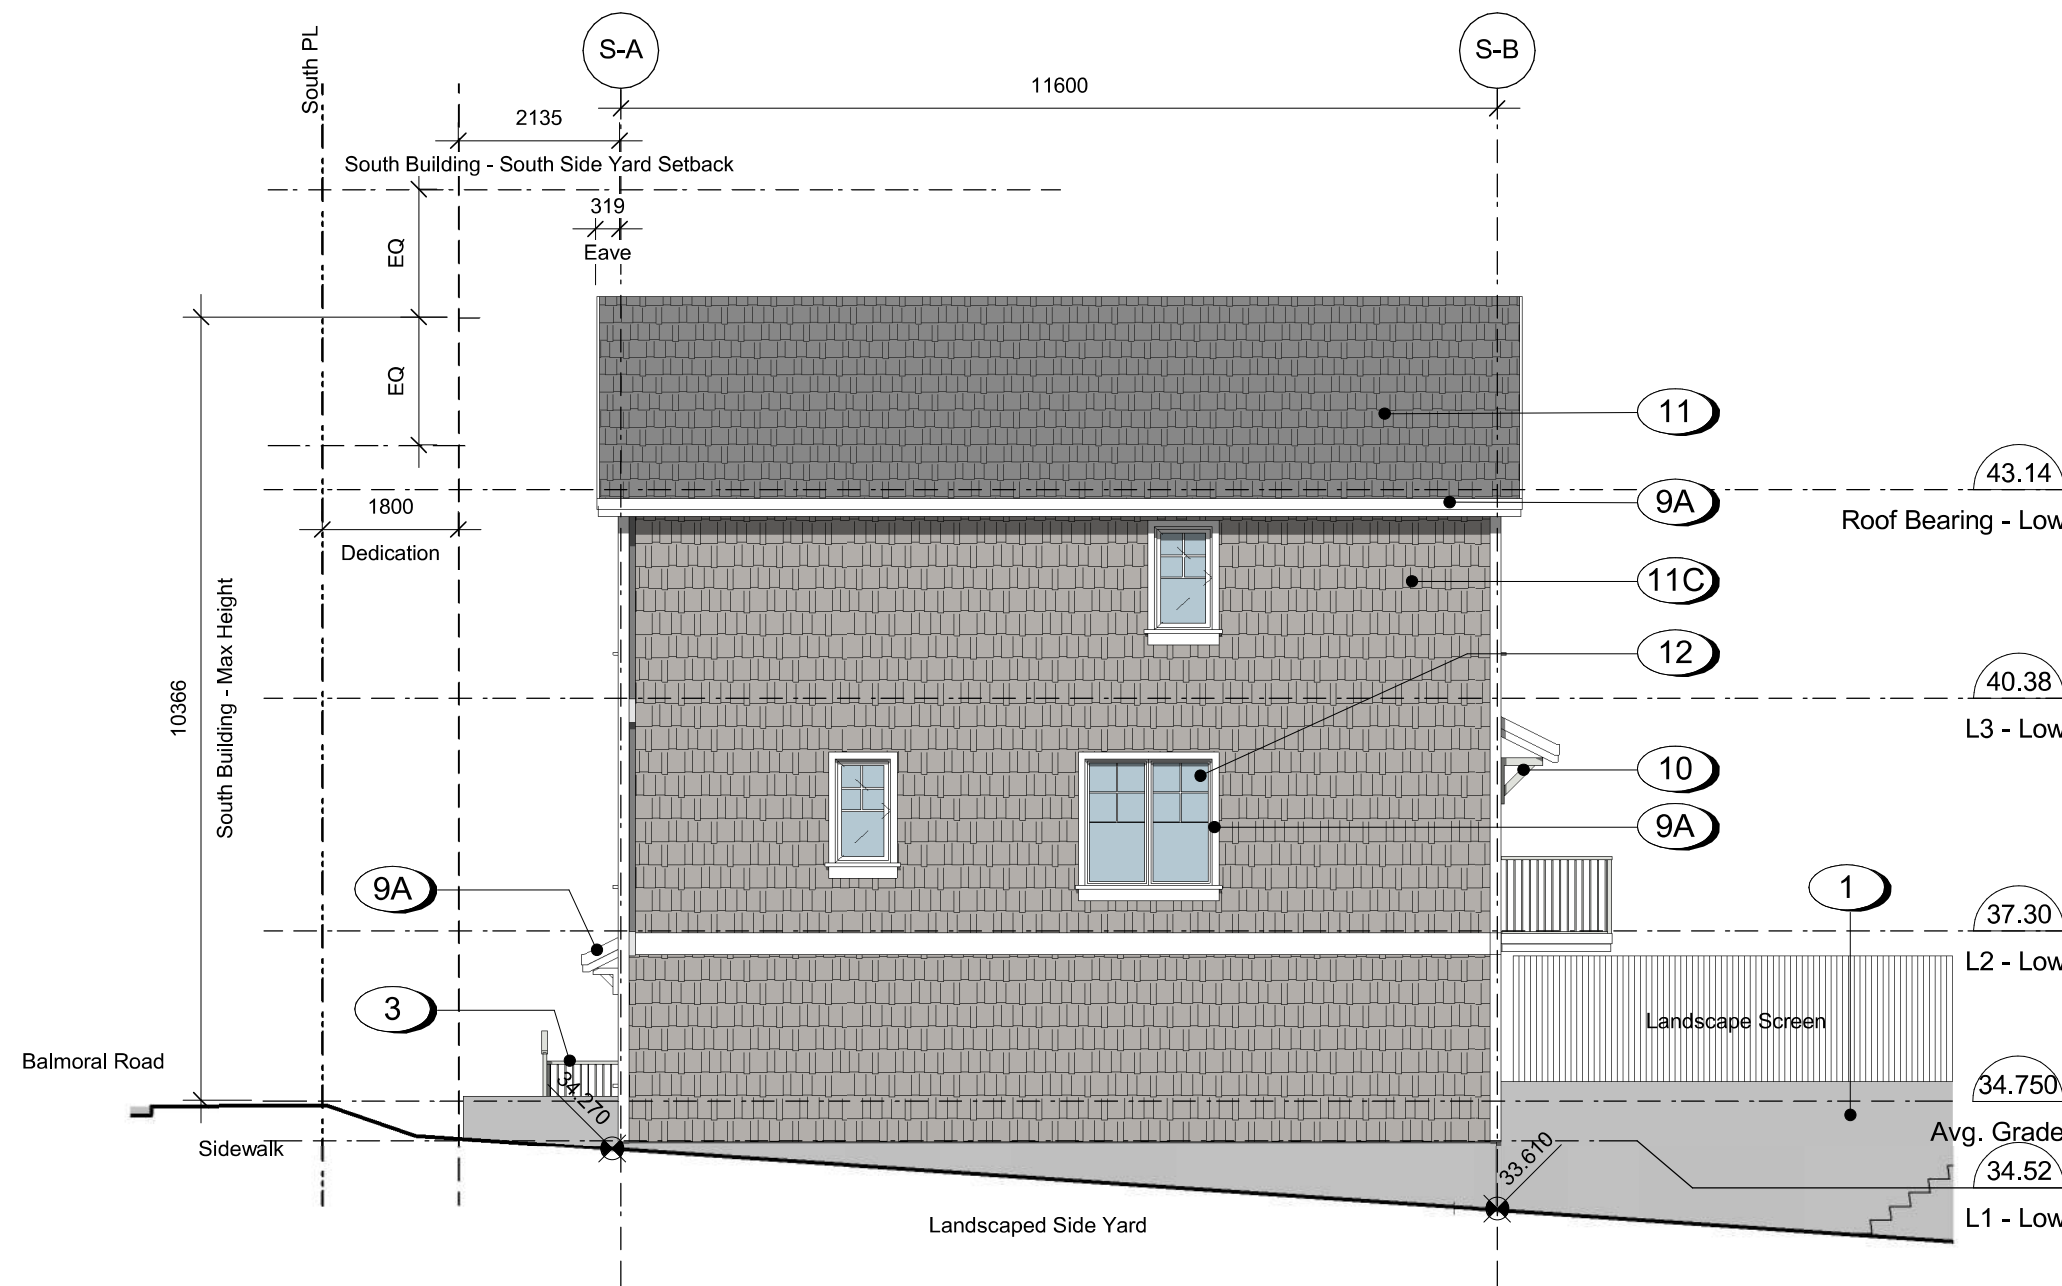 South PL
S-A
S-B
11600
2135
South Building - South Side Yard Setback
319
Eave
EQ
EQ
11
43.14
9A
Roof Bearing - Low
1800
Dedication
11C
South Building - Max Height
10366
12
40.38
L3 - Low
10
9A
9A
1
37.30
L2 - Low
3
Landscape Screen
Balmoral Road
34.750
34.270
Avg. Grade
Sidewalk
33.610
34.52
Landscaped Side Yard
L1 - Low